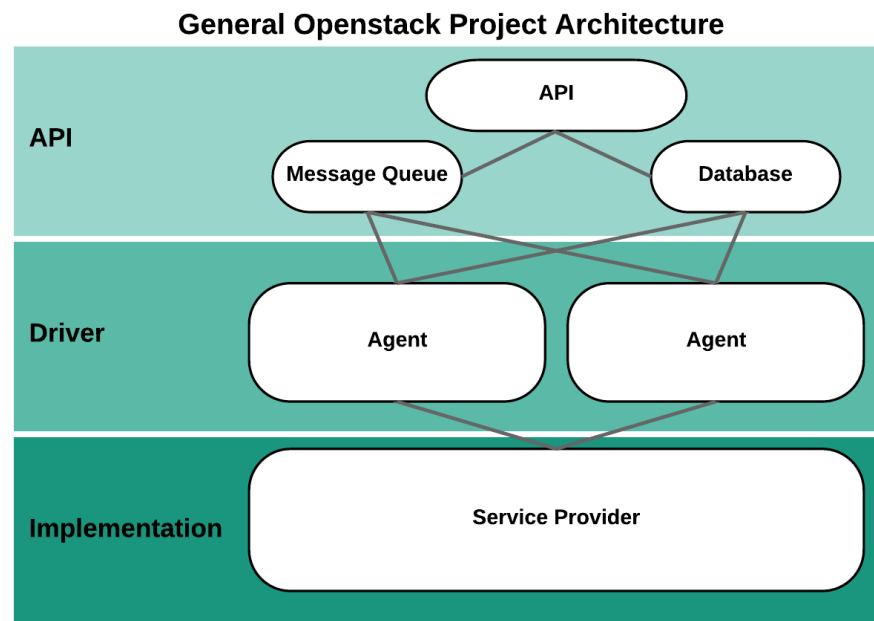 General Openstack Project Architecture
API
API
Message Queue
Database
Driver
Agent
Agent
Implementation
Service Provider